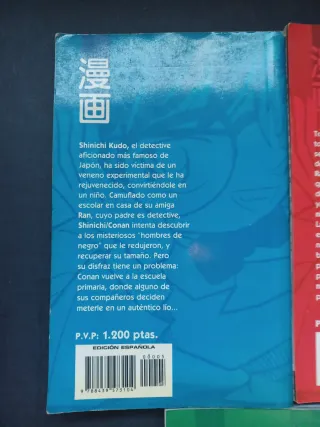 漫
画
Shinichi Kudo, el detective
aficionado más famoso de
Japón, ha sido víctima de un
veneno experimental que le ha
rejuvenecido, convirtiéndole en
un niño. Camuflado como un
escolar en casa de su amiga
Ran, cuyo padre es detective,
Shinichi/Conan intenta descubrir
a los misteriosos "hombres de
negro" que le redujeron, y
recuperar su tamaño. Pero
su disfraz tiene un problema:
Conan vuelve a la escuela
primaria, donde alguno de
sus compañeros deciden
meterle en un auténtico lío...
P.V.P: 1.200 ptas.
EDICIÓN ESPAÑOLA
00005